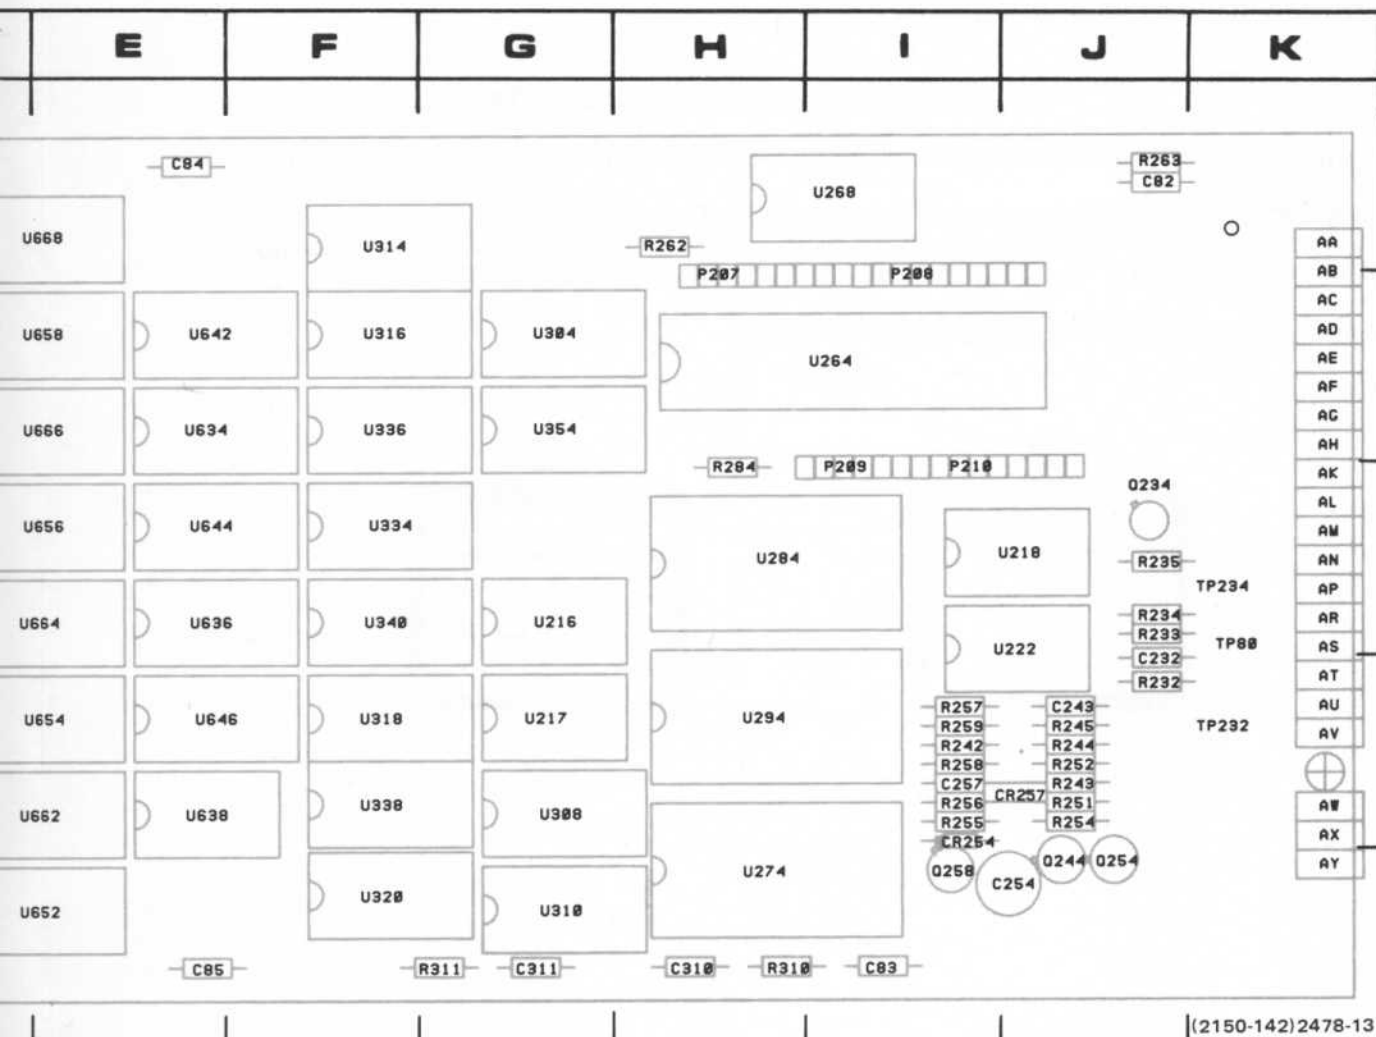 E F G H I J K
C84 U268 R263
C82
U668 U314 R262 AA
P207 P208 AB
AC
U658 U642 U316 U304 U264 AD
AE
AF
U666 U634 U336 U354 AG
AH
R284 P209 P210 AK
Q234 AL
U656 U644 U334 U284 U218 AM
R235 AN
TP234 AP
U664 U636 U340 U216 R234 AR
U222 R233 TP80 AS
C232
R232 AT
U654 U646 U318 U217 U294 R257 C243 AU
R259 R245 TP232 AV
R242 R244
R258 R252
C257 R243
CR257
U662 U638 U338 U308 R256 R251 AW
R255 R254
CR254 AX
U274 Q258 Q244 Q254 AY
C254
U652 U320 U310
C85 R311 C311 C310 R310 C83
(2150-142)2478-13